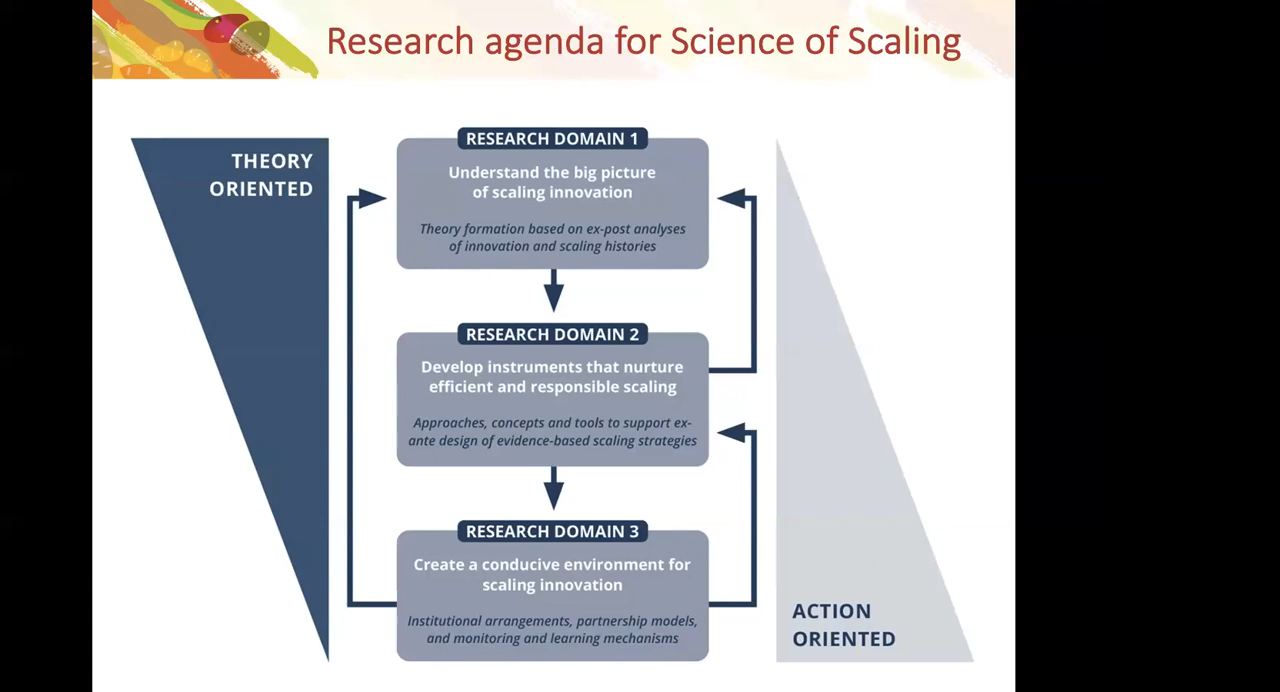 Research agenda for Science of Scaling
THEORY
ORIENTED
RESEARCH DOMAIN 1
Understand the big picture
of scaling innovation
Theory formation based on ex-post analyses
of innovation and scaling histories
RESEARCH DOMAIN 2
Develop instruments that nurture
efficient and responsible scaling
Approaches, concepts and tools to support ex-
ante design of evidence-based scaling strategies
RESEARCH DOMAIN 3
Create a conducive environment for
scaling innovation
Institutional arrangements, partnership models,
and monitoring and learning mechanisms
ACTION
ORIENTED